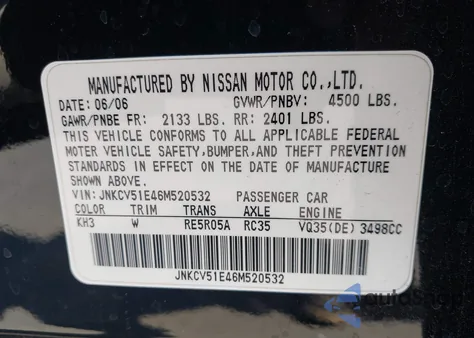 MANUFACTURED BY NISSAN MOTOR CO.,LTD.
DATE: 06/06 GVWR/PNBV: 4500 LBS.
GAWR/PNBE FR: 2133 LBS. RR: 2401 LBS.
THIS VEHICLE CONFORMS TO ALL APPLICABLE FEDERAL
MOTOR VEHICLE SAFETY,BUMPER,AND THEFT PREVENTION
STANDARDS IN EFFECT ON THE DATE OF MANUFACTURE
SHOWN ABOVE.
VIN: JNKCV51E46M520532 PASSENGER CAR
COLOR TRIM TRANS AXLE ENGINE
KH3 W RE5R05A RC35 VQ35(DE) 3498CC
JNKCV51E46M520532